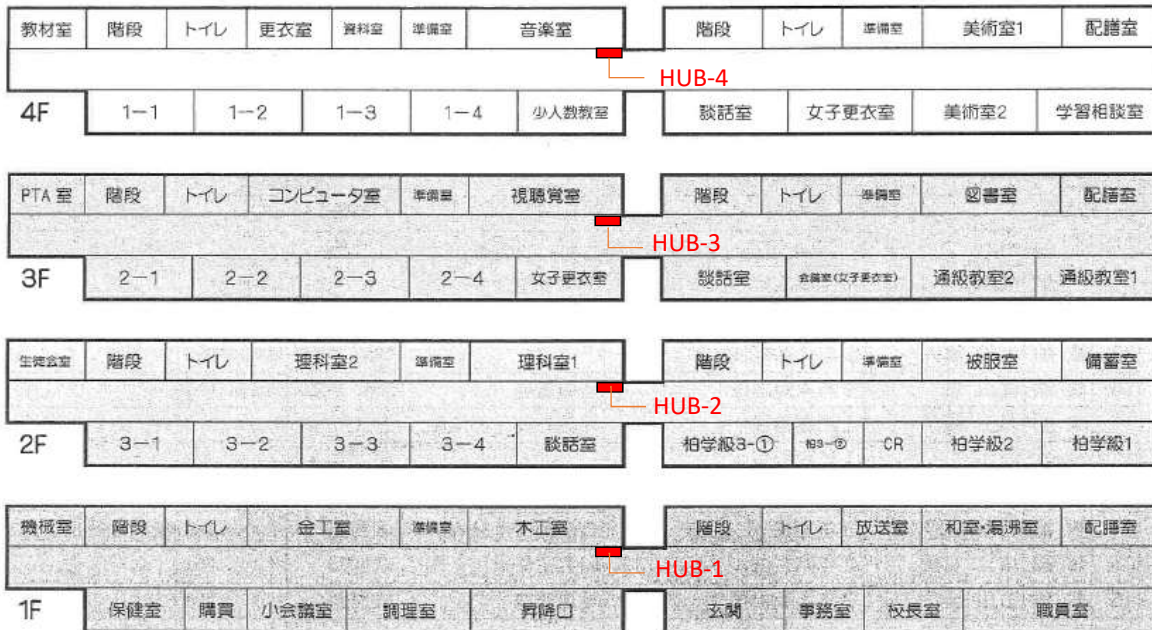 教材室 階段 トイレ 更衣室 資料室 準備室 音楽室 階段 トイレ 準備室 美術室1 配膳室
HUB-4
4F 1-1 1-2 1-3 1-4 少人数教室 談話室 女子更衣室 美術室2 学習相談室
PTA室 階段 トイレ コンピュータ室 準備室 視聴覚室 階段 トイレ 準備室 図書室 配膳室
HUB-3
3F 2-1 2-2 2-3 2-4 女子更衣室 談話室 会議室(女子更衣室) 通級教室2 通級教室1
生徒会室 階段 トイレ 理科室2 準備室 理科室1 階段 トイレ 準備室 被服室 備蓄室
HUB-2
2F 3-1 3-2 3-3 3-4 談話室 柏学級3-① 柏3-② CR 柏学級2 柏学級1
機械室 階段 トイレ 金工室 準備室 木工室 階段 トイレ 放送室 和室・湯沸室 配膳室
HUB-1
1F 保健室 購買 小会議室 調理室 昇降口 玄関 事務室 校長室 職員室